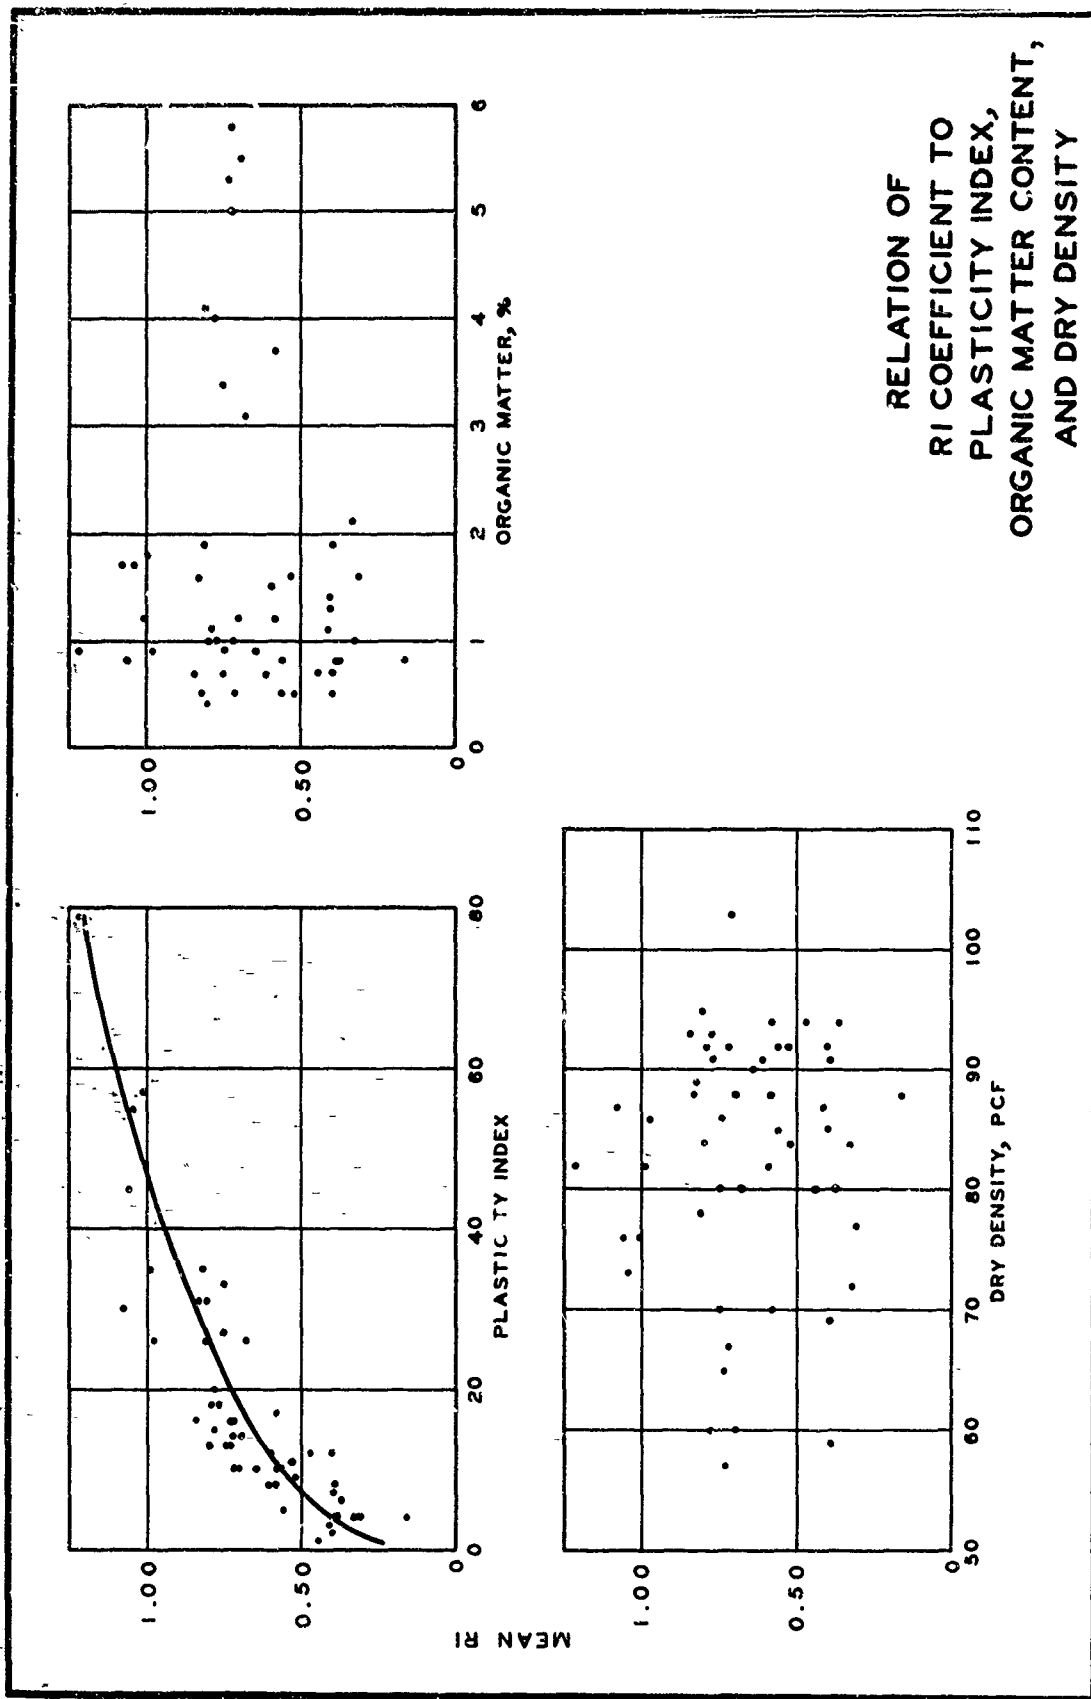 MEAN RI
1.00
0.50
0
0 20 40 60 80
PLASTIC TY INDEX
1.00
0.50
0
0 1 2 3 4 5 6
ORGANIC MATTER, %
1.00
0.50
0
50 60 70 80 90 100 110
DRY DENSITY, PCF
RELATION OF
RI COEFFICIENT TO
PLASTICITY INDEX,
ORGANIC MATTER CONTENT,
AND DRY DENSITY